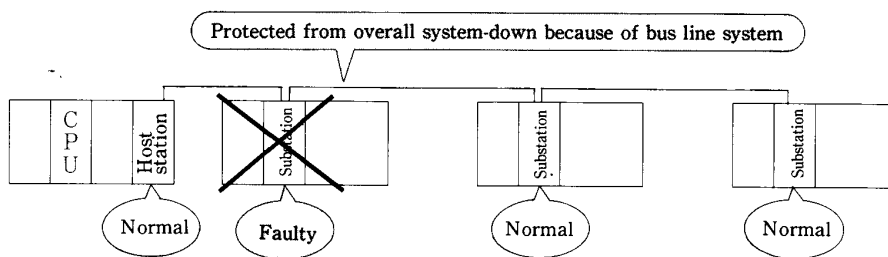 Protected from overall system-down because of bus line system
CPU
Host station
Substation
Substation
Substation
Normal
Faulty
Normal
Normal